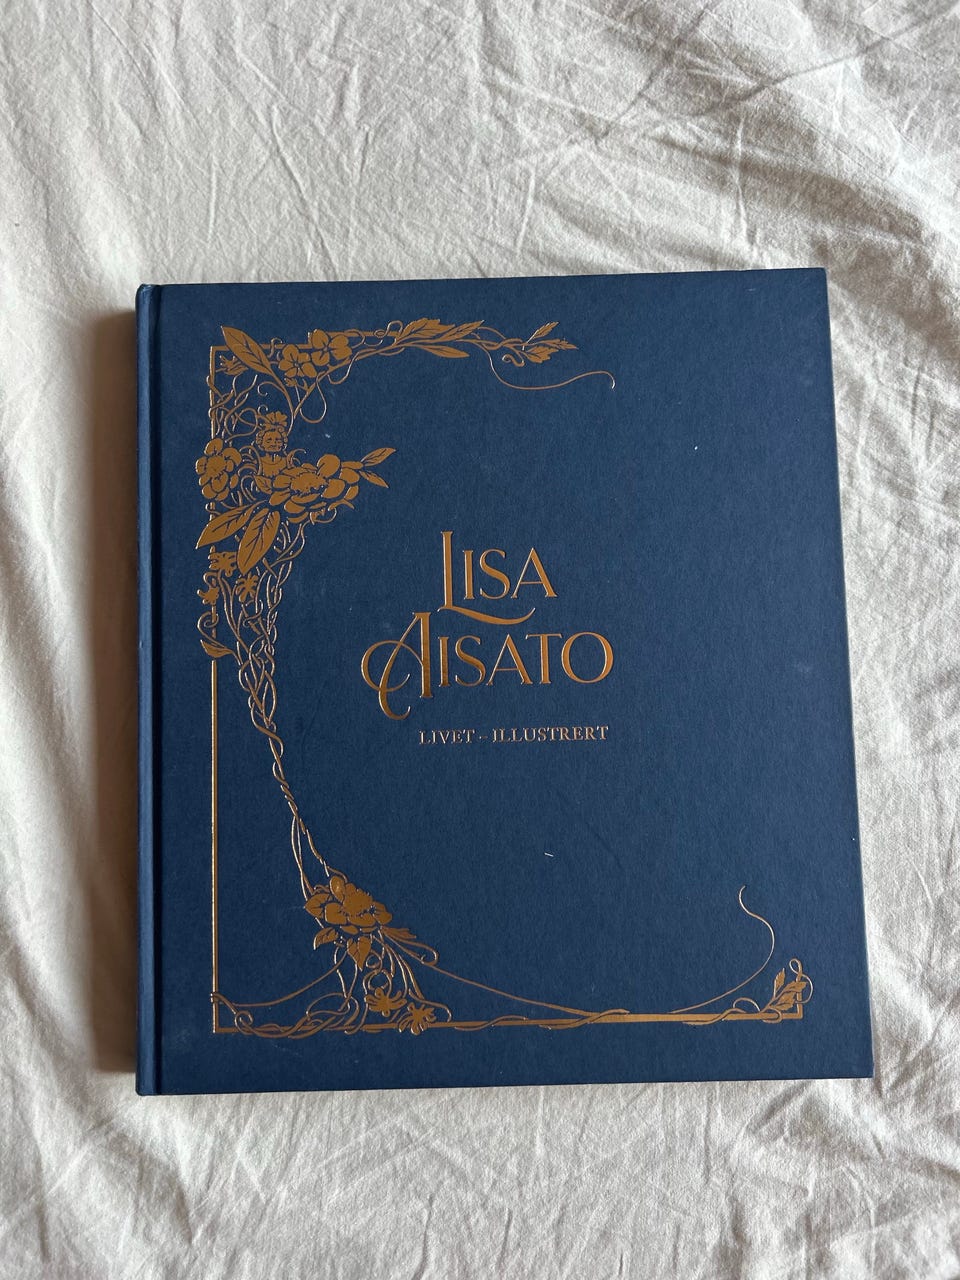 LISA
AISATO
LIVET – ILLUSTRERT